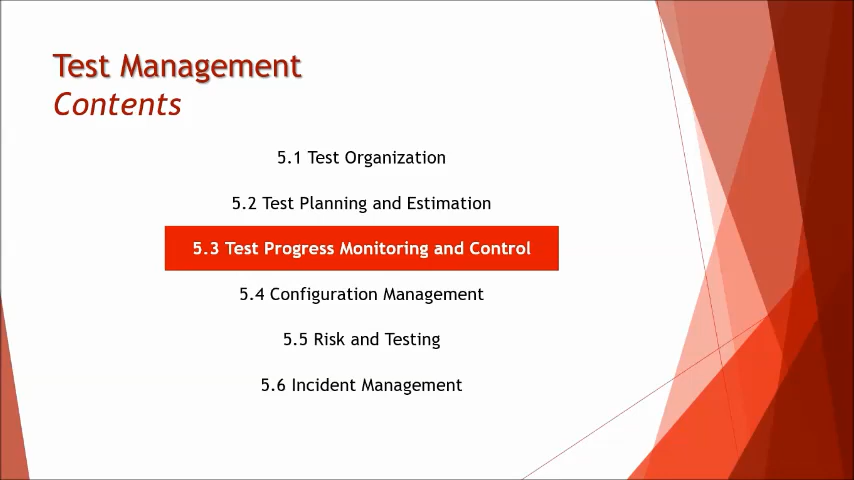 Test Management
Contents
5.1 Test Organization
5.2 Test Planning and Estimation
5.3 Test Progress Monitoring and Control
5.4 Configuration Management
5.5 Risk and Testing
5.6 Incident Management